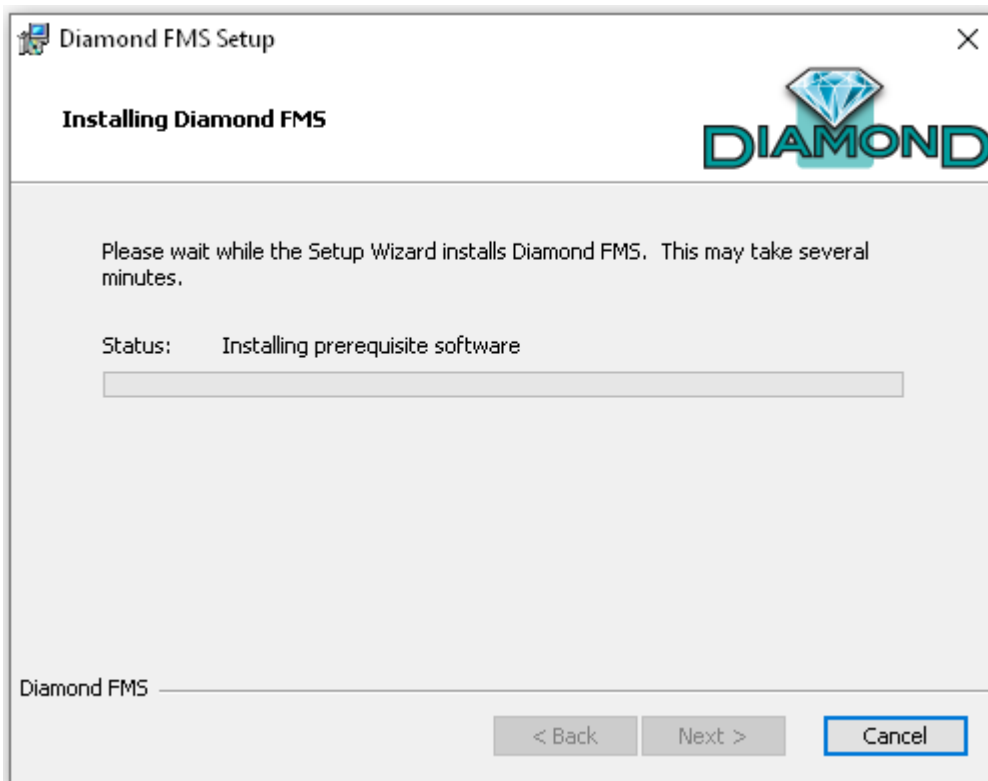 Diamond FMS Setup
Installing Diamond FMS
DIAMOND
Please wait while the Setup Wizard installs Diamond FMS.  This may take several
minutes.
Status: Installing prerequisite software
Diamond FMS
< Back Next > Cancel